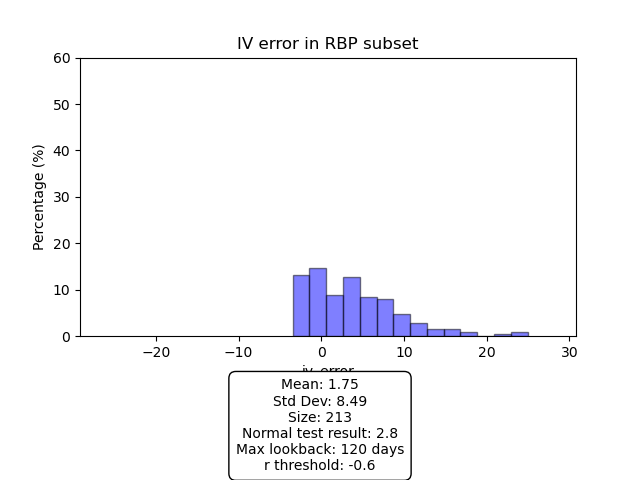 IV error in RBP subset
60
50
40
30
20
10
0
Percentage (%)
−20 −10 0 10 20 30
iv_error
Mean: 1.75
Std Dev: 8.49
Size: 213
Normal test result: 2.8
Max lookback: 120 days
r threshold: -0.6